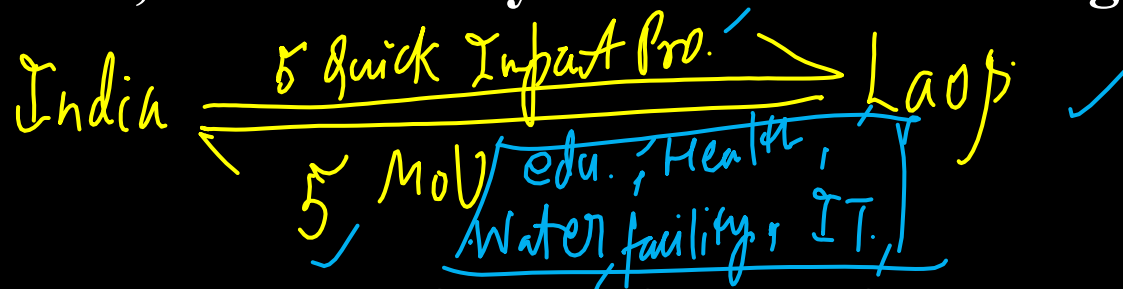 India 5 Quick Impact Pro. Laos
5 MoU edu., Health,
Water facility, IT.